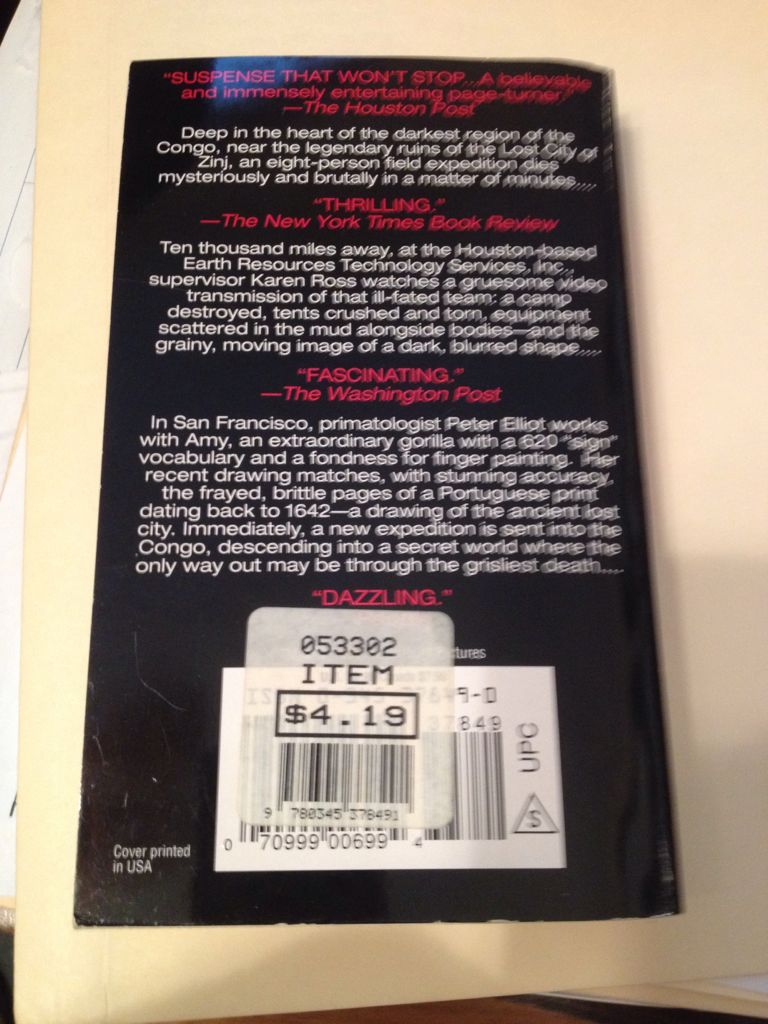 "SUSPENSE THAT WON'T STOP...A believable
and immensely entertaining page-turner."
—The Houston Post
Deep in the heart of the darkest region of the
Congo, near the legendary ruins of the Lost City of
Zinj, an eight-person field expedition dies
mysteriously and brutally in a matter of minutes....
"THRILLING."
—The New York Times Book Review
Ten thousand miles away, at the Houston-based
Earth Resources Technology Services, Inc.,
supervisor Karen Ross watches a gruesome video
transmission of that ill-fated team: a camp
destroyed, tents crushed and torn, equipment
scattered in the mud alongside bodies—and the
grainy, moving image of a dark, blurred shape....
"FASCINATING."
—The Washington Post
In San Francisco, primatologist Peter Elliot works
with Amy, an extraordinary gorilla with a 620 "sign"
vocabulary and a fondness for finger painting. Her
recent drawing matches, with stunning accuracy,
the frayed, brittle pages of a Portuguese print
dating back to 1642—a drawing of the ancient lost
city. Immediately, a new expedition is sent into the
Congo, descending into a secret world where the
only way out may be through the grisliest death....
"DAZZLING."
053302
ITEM
$4.19
9 780345 378491
9-0
37849
UPC
S
0 70999 00699 4
Cover printed
in USA